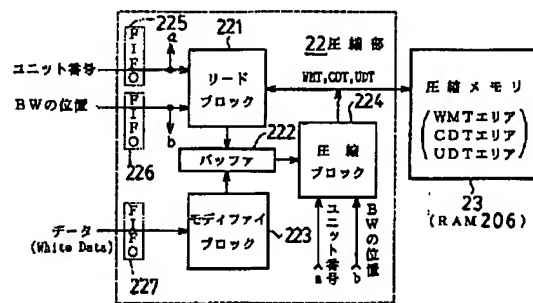 225
FIFO
a
221
22 圧縮部
ユニット番号
リード
ブロック
WMT, CDT, UDT
圧縮メモリ
WMTエリア
CDTエリア
UDTエリア
23
(RAM206)
BWの位置
FIFO
b
226
222
バッファ
224
圧縮
ブロック
データ
(White Data)
FIFO
227
モディファイ
ブロック
223
ユニット番号
a
BWの位置
b